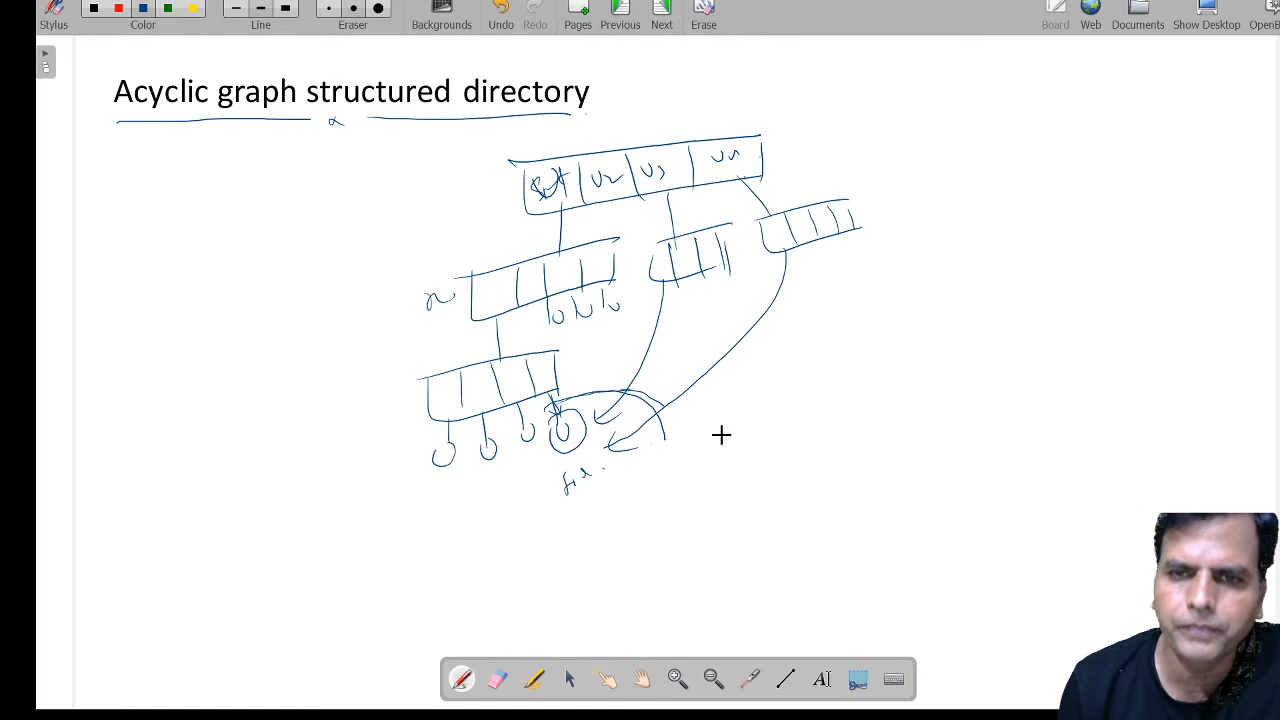 Stylus Color Line Eraser Backgrounds Undo Redo Pages Previous Next Erase Board Web Documents Show Desktop OpenB
Acyclic graph structured directory
U2 U3